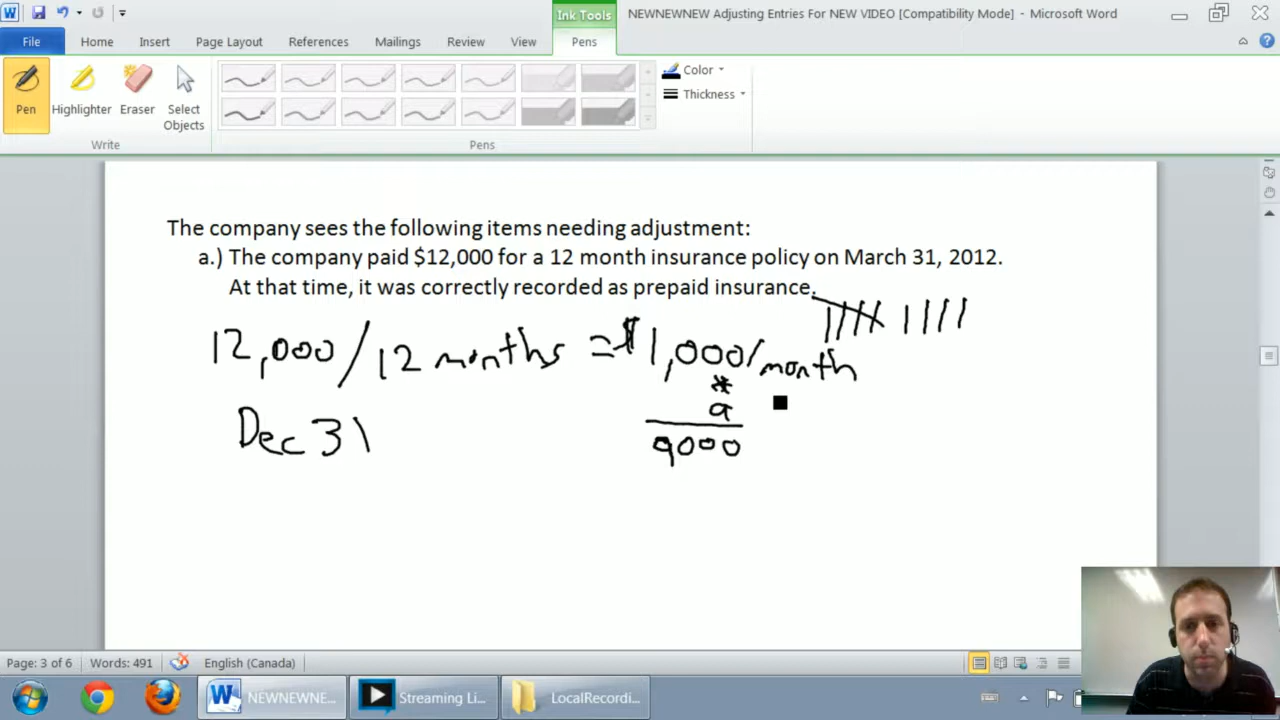 Ink Tools
NEWNEWNEW Adjusting Entries For NEW VIDEO [Compatibility Mode] - Microsoft Word
File Home Insert Page Layout References Mailings Review View Pens
Pen Highlighter Eraser Select Objects
Color
Thickness
Write Pens
The company sees the following items needing adjustment:
a.) The company paid $12,000 for a 12 month insurance policy on March 31, 2012.
At that time, it was correctly recorded as prepaid insurance.
12,000/12 months = $1,000/month
*
9
Dec 31
9000
Page: 3 of 6 Words: 491 English (Canada)
NEWNEWNE... Streaming Li... LocalRecordi...